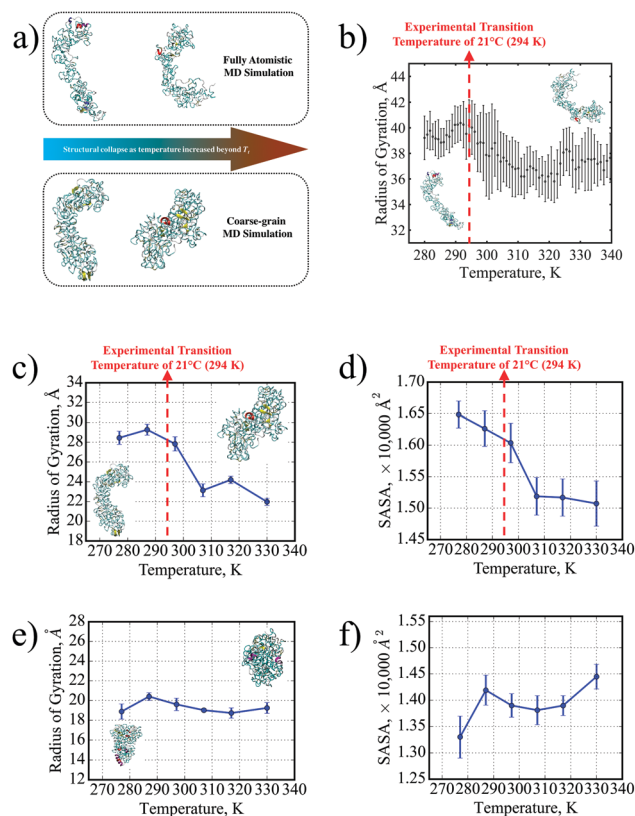 a)
Fully Atomistic
MD Simulation
Structural collapse as temperature increased beyond Tt
Coarse-grain
MD Simulation
Experimental Transition
Temperature of 21°C (294 K)
b)
Radius of Gyration, Å
44
42
40
38
36
34
32
280 290 300 310 320 330 340
Temperature, K
Experimental Transition
Temperature of 21°C (294 K)
c)
Radius of Gyration, Å
34
32
30
28
26
24
22
20
18
270 280 290 300 310 320 330 340
Temperature, K
Experimental Transition
Temperature of 21°C (294 K)
d)
SASA, × 10,000 Å²
1.70
1.65
1.60
1.55
1.50
1.45
270 280 290 300 310 320 330 340
Temperature, K
e)
Radius of Gyration, Å
28
26
24
22
20
18
16
14
12
270 280 290 300 310 320 330 340
Temperature, K
f)
SASA, × 10,000 Å²
1.55
1.50
1.45
1.40
1.35
1.30
1.25
270 280 290 300 310 320 330 340
Temperature, K